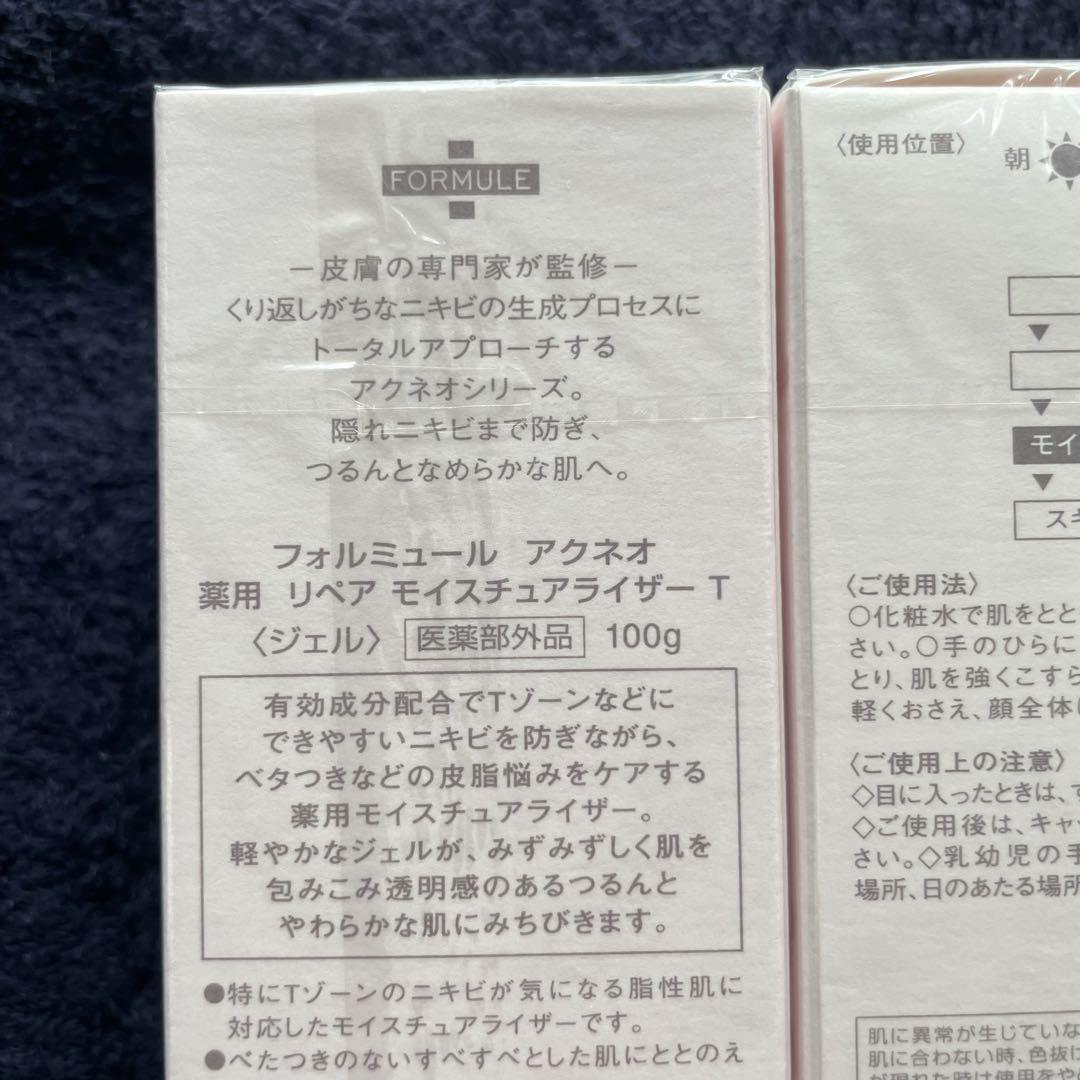 FORMULE
－皮膚の専門家が監修－
くり返しがちなニキビの生成プロセスに
トータルアプローチする
アクネオシリーズ。
隠れニキビまで防ぎ、
つるんとなめらかな肌へ。
フォルミュール アクネオ
薬用 リペア モイスチュアライザー T
〈ジェル〉 医薬部外品 100g
有効成分配合でTゾーンなどに
できやすいニキビを防ぎながら、
ベタつきなどの皮脂悩みをケアする
薬用モイスチュアライザー。
軽やかなジェルが、みずみずしく肌を
包みこみ透明感のあるつるんと
やわらかな肌にみちびきます。
●特にTゾーンのニキビが気になる脂性肌に
対応したモイスチュアライザーです。
●べたつきのないすべすべとした肌にととのえ
〈使用位置〉
朝
▼
▼
モイ
▼
スキ
〈ご使用法〉
○化粧水で肌をとと
さい。○手のひらに
とり、肌を強くこすら
軽くおさえ、顔全体に
〈ご使用上の注意〉
◇目に入ったときは、す
◇ご使用後は、キャ
さい。◇乳幼児の手
場所、日のあたる場所
肌に異常が生じていな
肌に合わない時、色抜け
が現れた時は使用をや